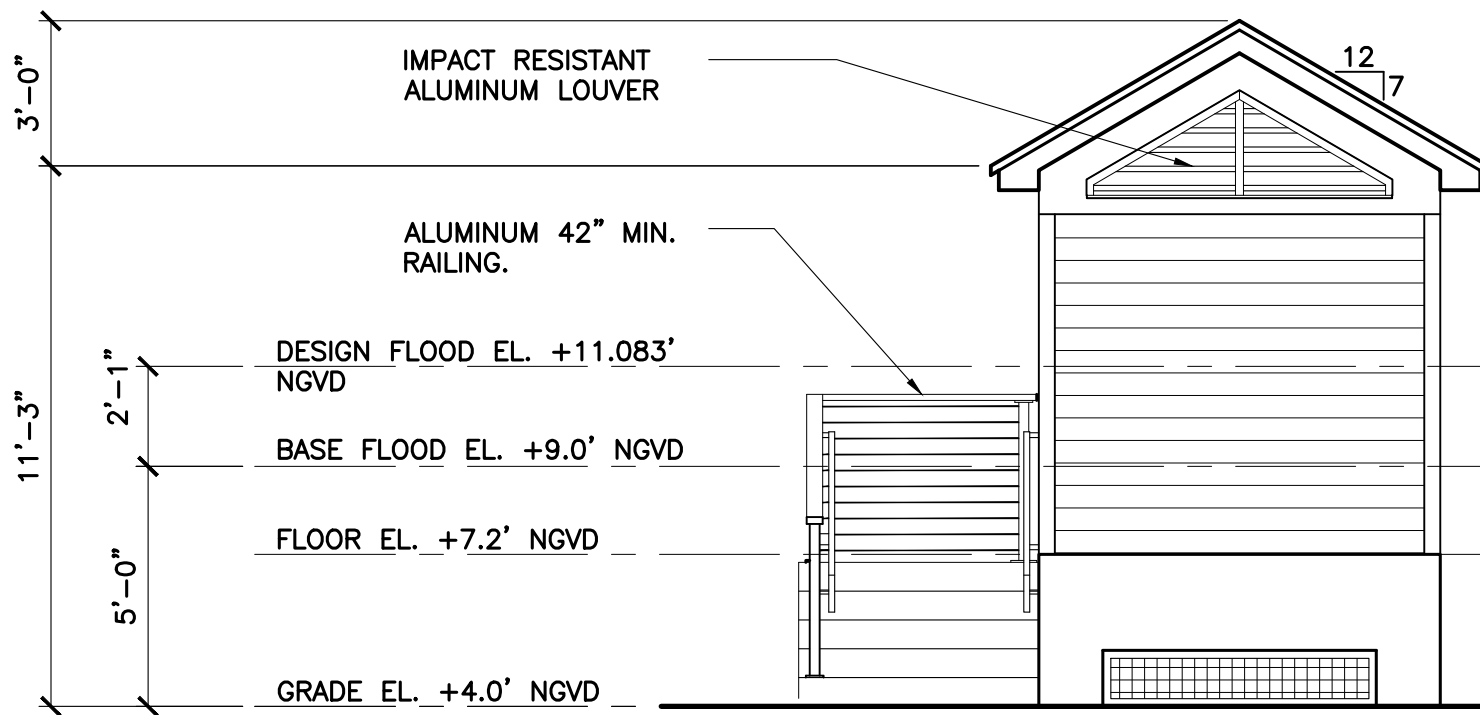 3'-0"
IMPACT RESISTANT
ALUMINUM LOUVER
12
7
ALUMINUM 42" MIN.
RAILING.
11'-3"
2'-1"
DESIGN FLOOD EL. +11.083'
NGVD
BASE FLOOD EL. +9.0' NGVD
5'-0"
FLOOR EL. +7.2' NGVD
GRADE EL. +4.0' NGVD